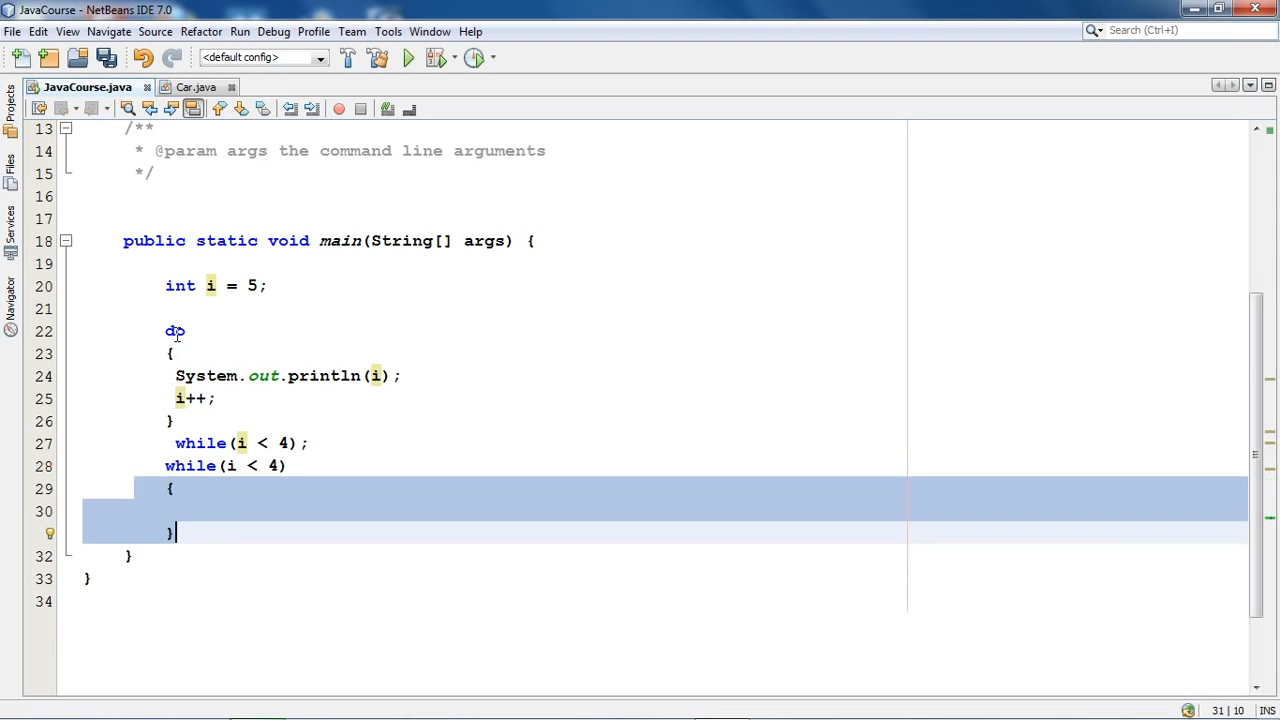 JavaCourse - NetBeans IDE 7.0
File Edit View Navigate Source Refactor Run Debug Profile Team Tools Window Help
Search (Ctrl+I)
<default config>
JavaCourse.java Car.java
Projects
Files
Services
Navigator
13 /**
14 * @param args the command line arguments
15 */
16
17
18 public static void main(String[] args) {
19
20 int i = 5;
21
22 do
23 {
24 System.out.println(i);
25 i++;
26 }
27 while(i < 4);
28 while(i < 4)
29 {
30
31 }
32 }
33 }
34
31 | 10 INS